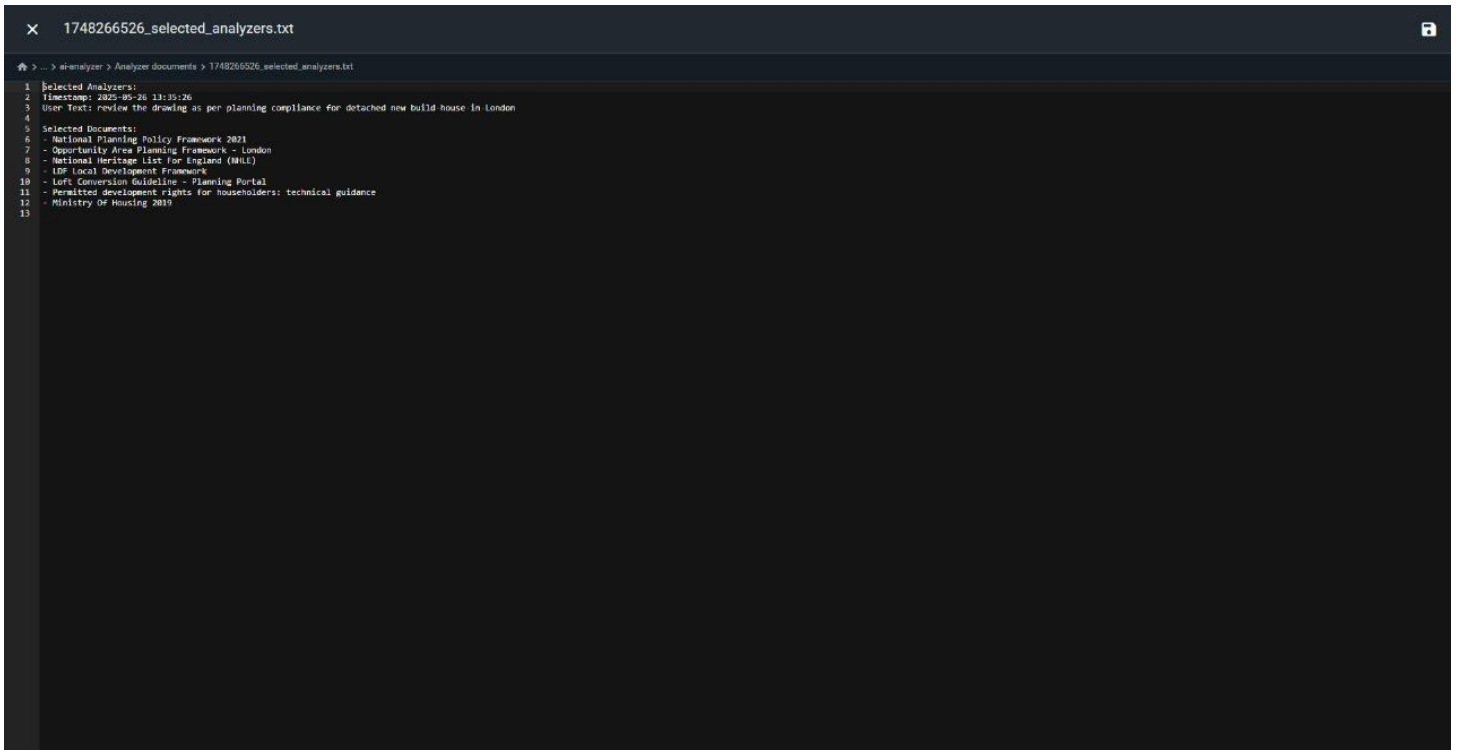 1748266526_selected_analyzers.txt
> ... > ai-analyzer > Analyzer documents > 1748266526_selected_analyzers.txt
1 Selected Analyzers:
2 Timestamp: 2025-05-26 13:35:26
3 User Text: review the drawing as per planning compliance for detached new build house in London
4
5 Selected Documents:
6 - National Planning Policy Framework 2021
7 - Opportunity Area Planning Framework - London
8 - National Heritage List For England (NHLE)
9 - LDF Local Development Framework
10 - Loft Conversion Guideline - Planning Portal
11 - Permitted development rights for householders: technical guidance
12 - Ministry Of Housing 2019
13